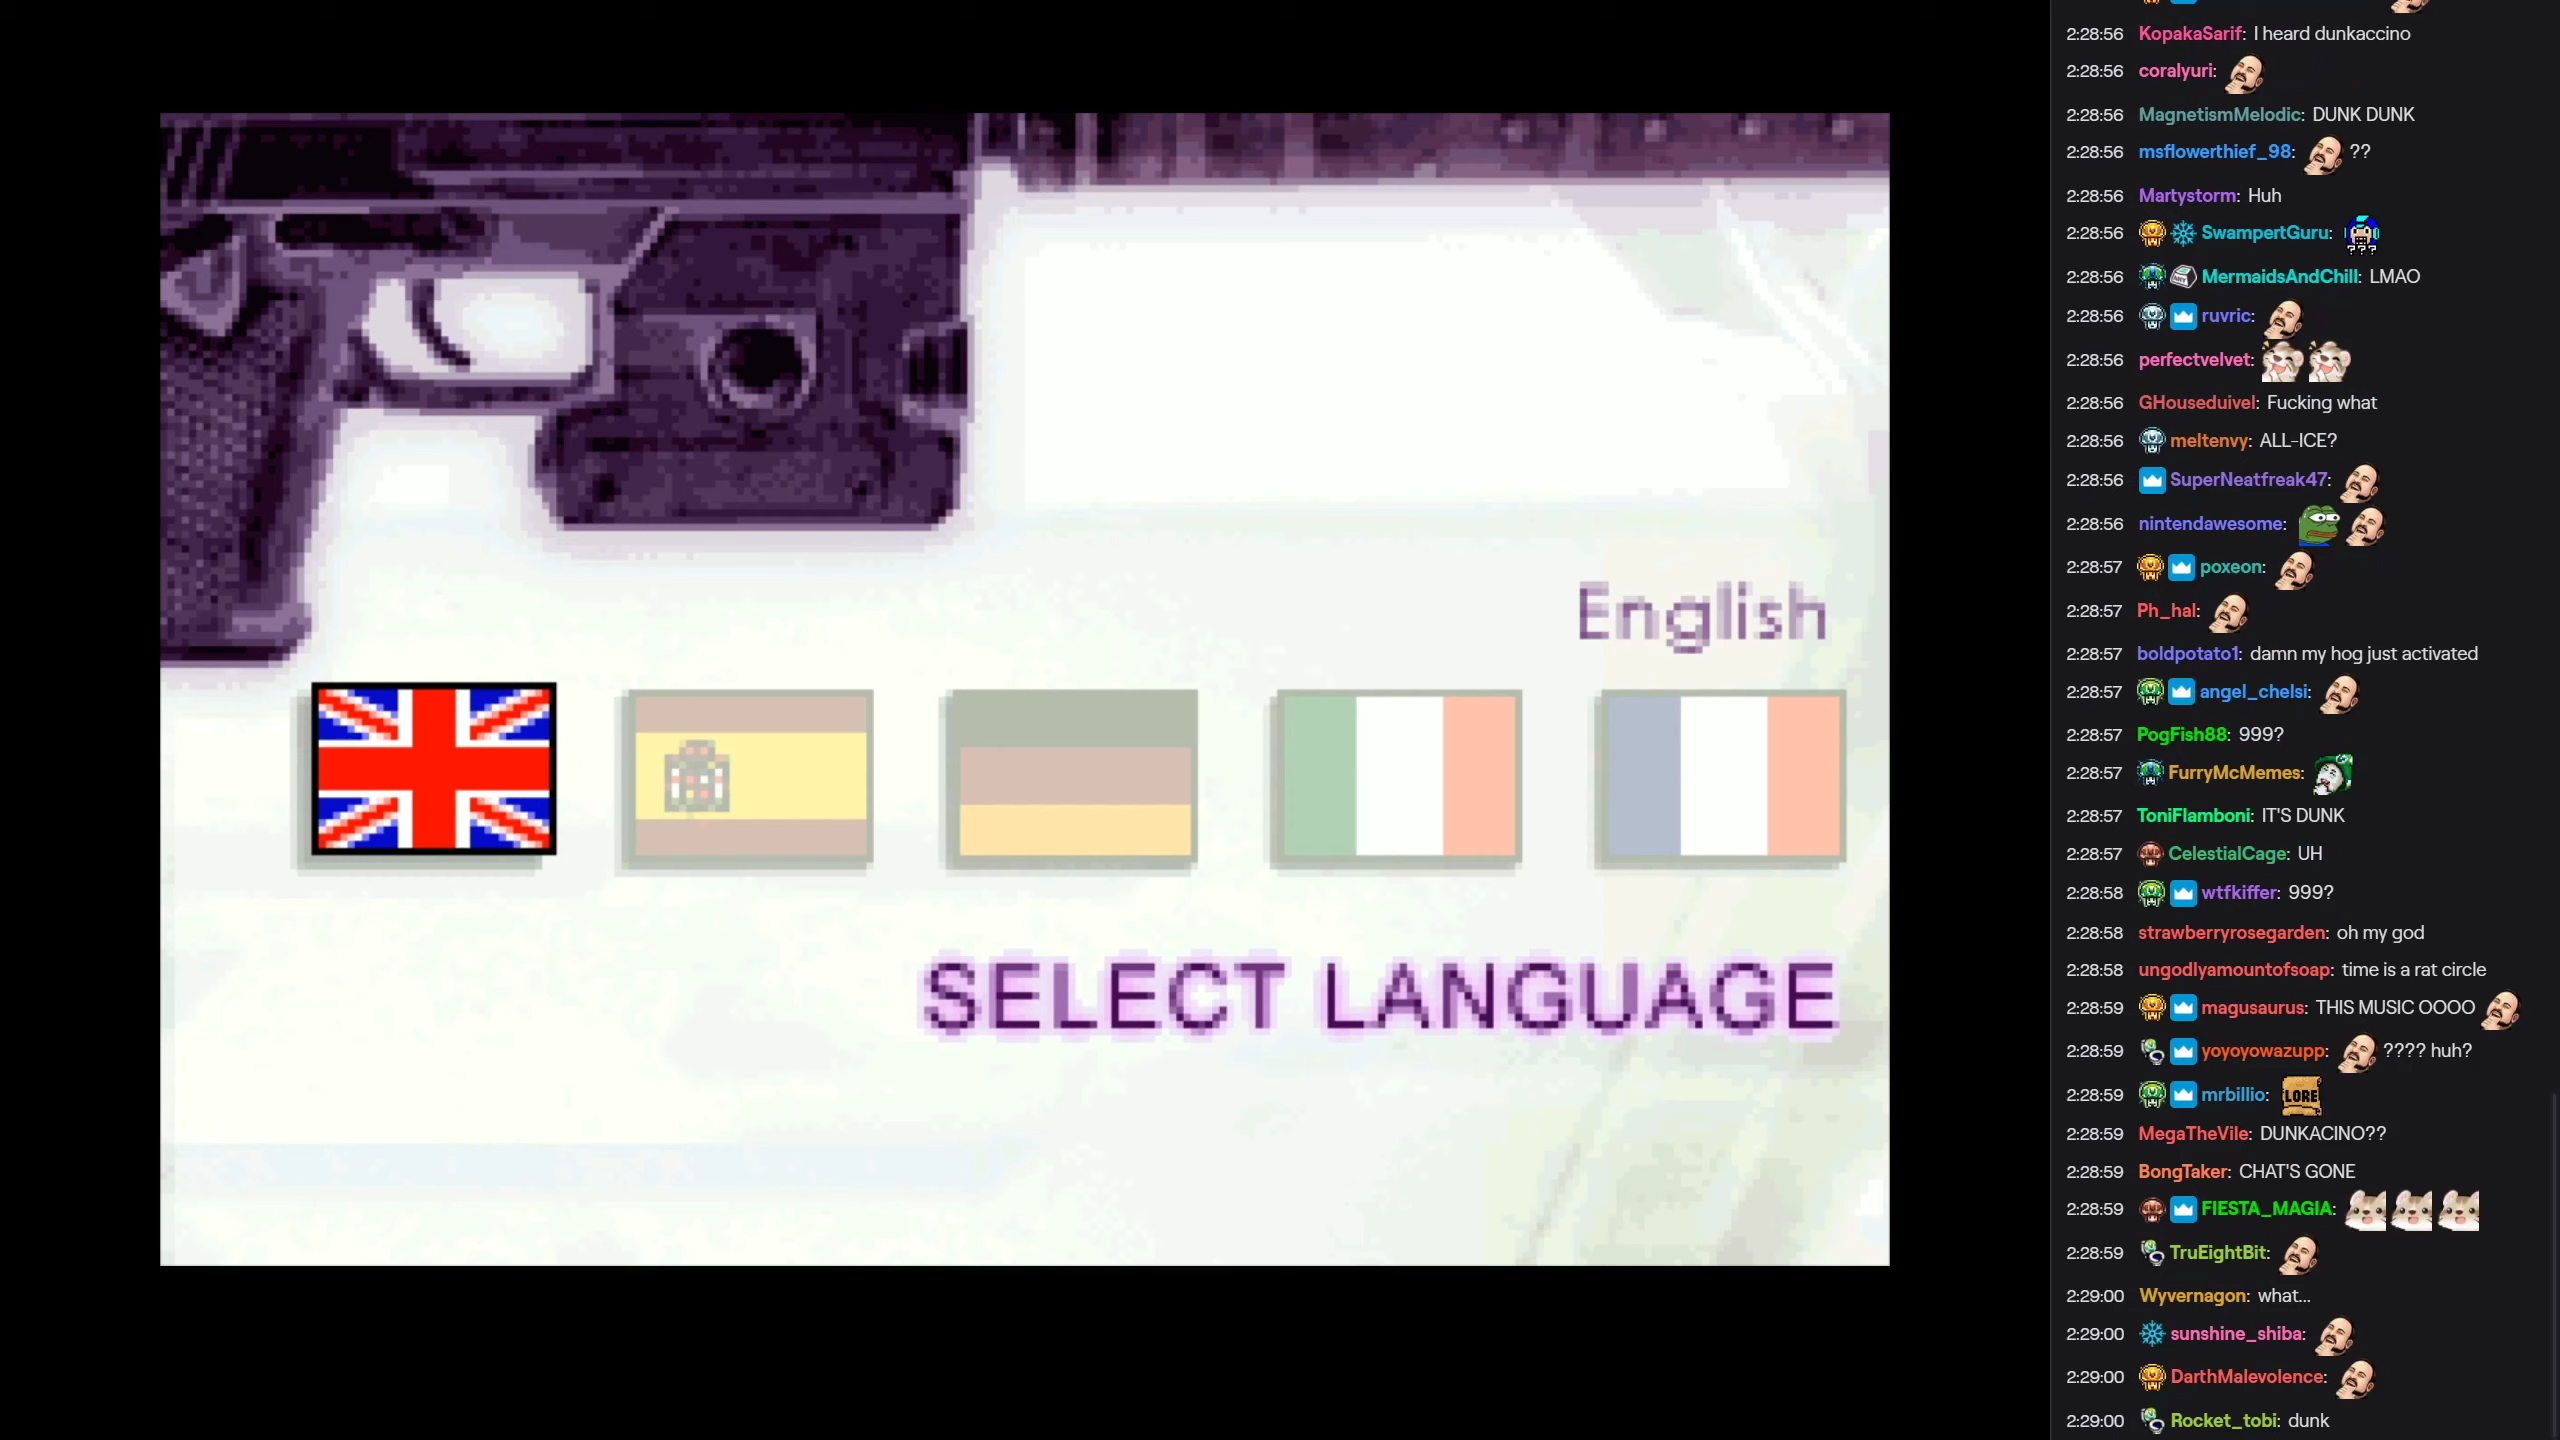 English
SELECT LANGUAGE
2:28:56 KopakaSarif: I heard dunkaccino
2:28:56 coralyuri:
2:28:56 MagnetismMelodic: DUNK DUNK
2:28:56 msflowerthief_98: ??
2:28:56 Martystorm: Huh
2:28:56 SwampertGuru: ???
2:28:56 MermaidsAndChill: LMAO
2:28:56 ruvric:
2:28:56 perfectvelvet:
2:28:56 GHouseduivel: Fucking what
2:28:56 meltenvy: ALL-ICE?
2:28:56 SuperNeatfreak47:
2:28:56 nintendawesome:
2:28:57 poxeon:
2:28:57 Ph_hal:
2:28:57 boldpotato1: damn my hog just activated
2:28:57 angel_chelsi:
2:28:57 PogFish88: 999?
2:28:57 FurryMcMemes:
2:28:57 ToniFlamboni: IT'S DUNK
2:28:57 CelestialCage: UH
2:28:58 wtfkiffer: 999?
2:28:58 strawberryrosegarden: oh my god
2:28:58 ungodlyamountofsoap: time is a rat circle
2:28:59 magusaurus: THIS MUSIC OOOO
2:28:59 yoyoyowazupp: ???? huh?
2:28:59 mrbillio: LORE
2:28:59 MegaTheVile: DUNKACINO??
2:28:59 BongTaker: CHAT'S GONE
2:28:59 FIESTA_MAGIA:
2:28:59 TruEightBit:
2:29:00 Wyvernagon: what...
2:29:00 sunshine_shiba:
2:29:00 DarthMalevolence:
2:29:00 Rocket_tobi: dunk